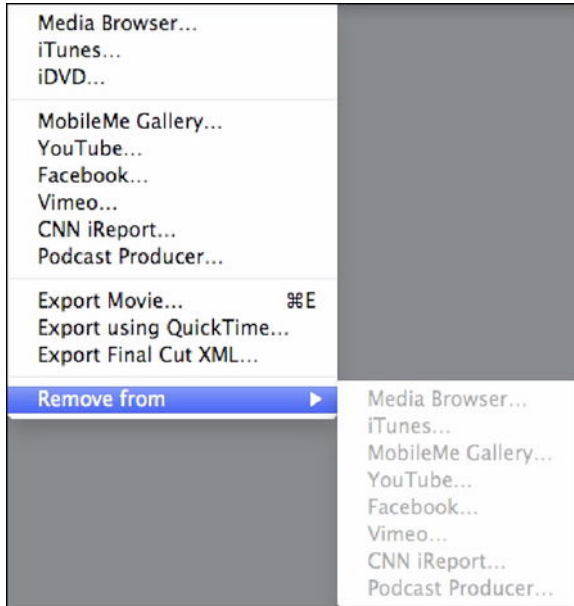 Media Browser...
iTunes...
iDVD...
MobileMe Gallery...
YouTube...
Facebook...
Vimeo...
CNN iReport...
Podcast Producer...
Export Movie... ⌘E
Export using QuickTime...
Export Final Cut XML...
Remove from
Media Browser...
iTunes...
MobileMe Gallery...
YouTube...
Facebook...
Vimeo...
CNN iReport...
Podcast Producer...